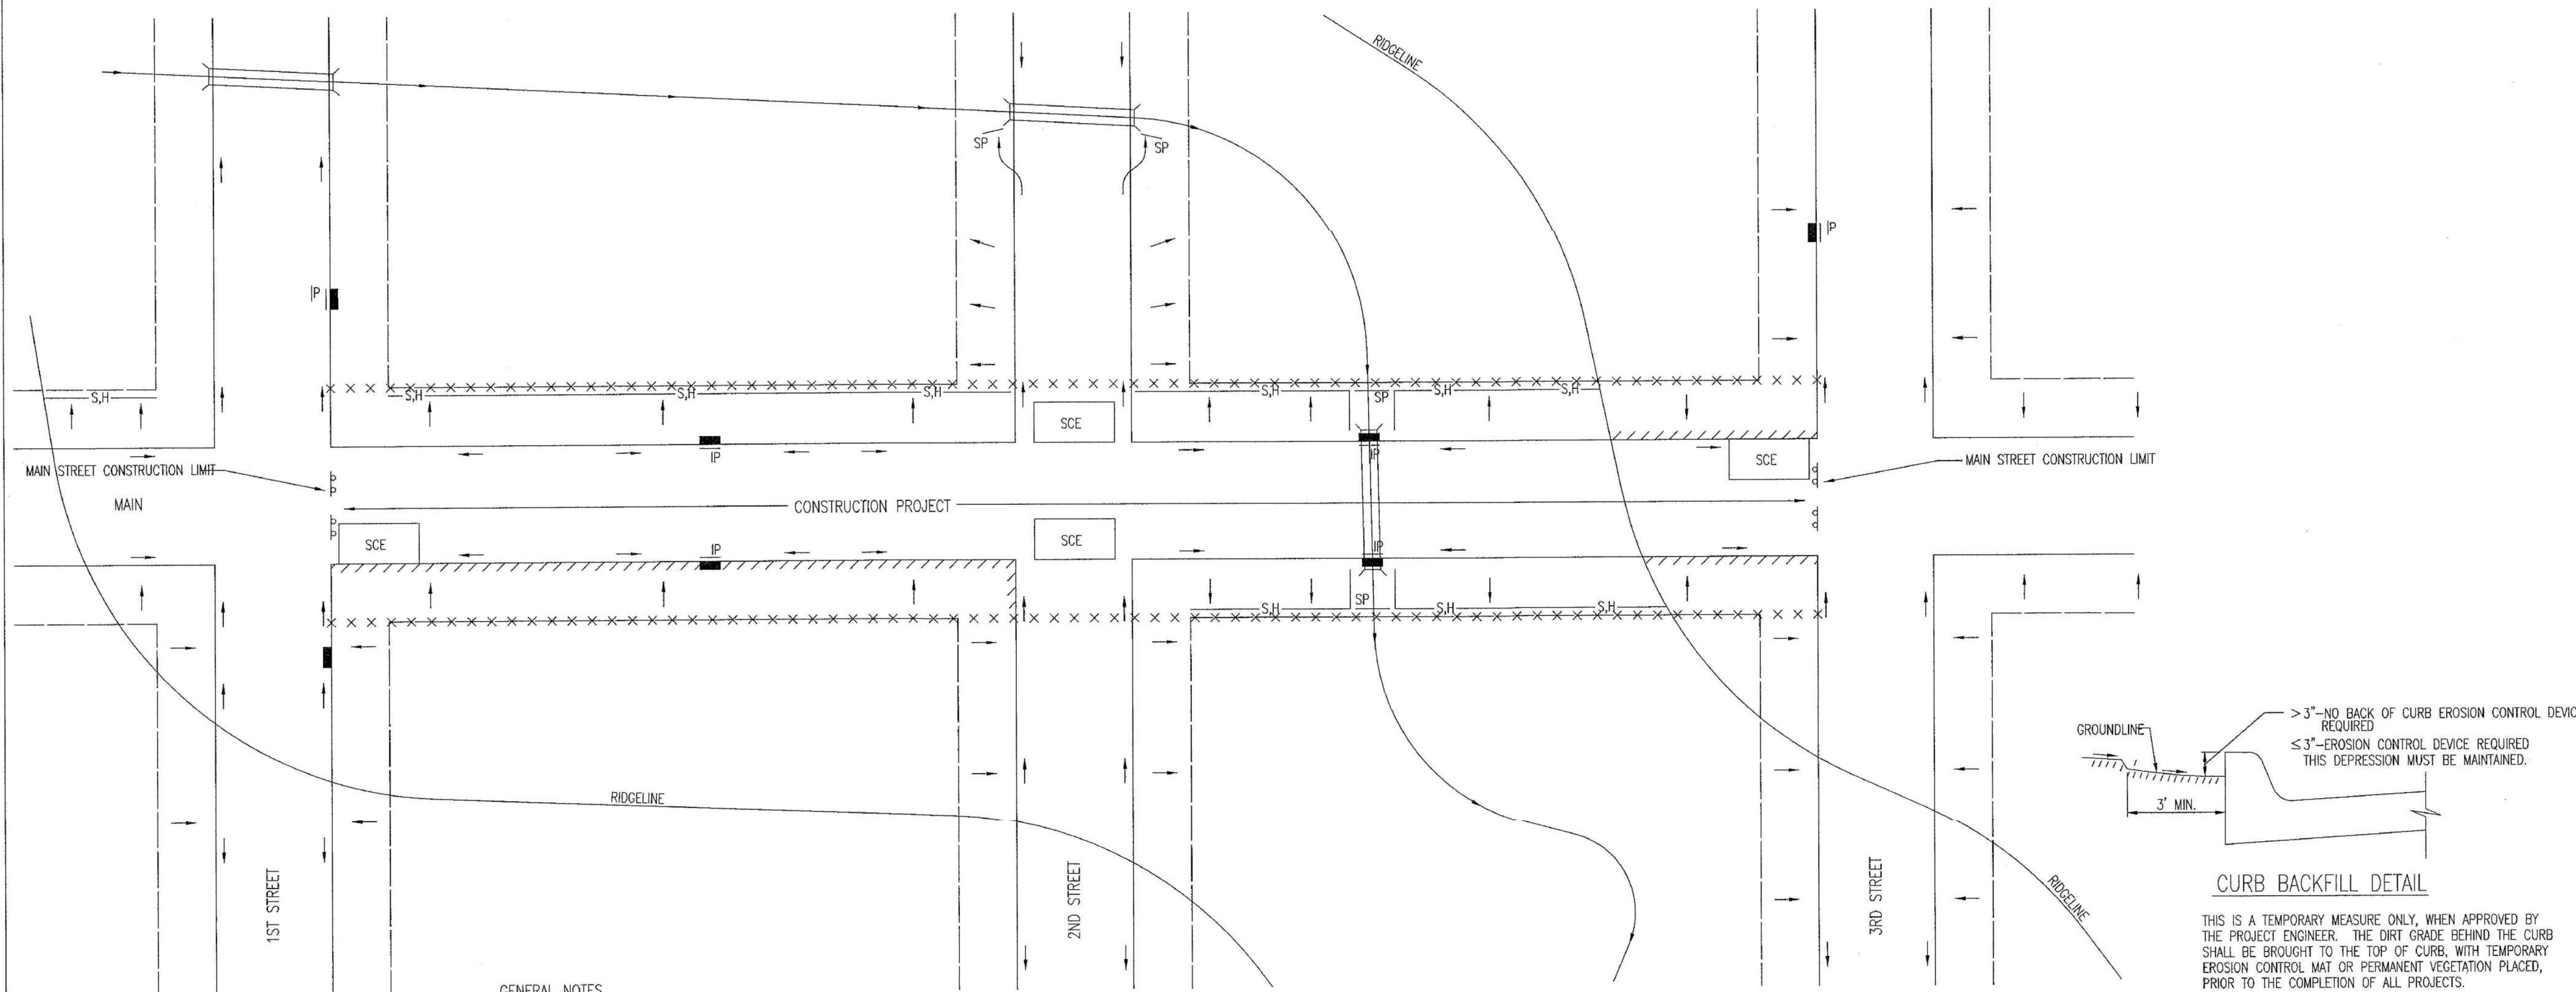 RIDGELINE
SP
SP
IP
IP
S,H
S,H
S,H
S,H
S,H
SP
S,H
S,H
SCE
MAIN STREET CONSTRUCTION LIMIT
IP
IP
SCE
MAIN STREET CONSTRUCTION LIMIT
MAIN
CONSTRUCTION PROJECT
SCE
SCE
IP
IP
S,H
SP
S,H
S,H
RIDGELINE
1ST STREET
2ND STREET
3RD STREET
RIDGELINE
GENERAL NOTES
GROUNDLINE
>3"-NO BACK OF CURB EROSION CONTROL DEVIC
REQUIRED
≤3"-EROSION CONTROL DEVICE REQUIRED
THIS DEPRESSION MUST BE MAINTAINED.
3' MIN.
CURB BACKFILL DETAIL
THIS IS A TEMPORARY MEASURE ONLY, WHEN APPROVED BY
THE PROJECT ENGINEER. THE DIRT GRADE BEHIND THE CURB
SHALL BE BROUGHT TO THE TOP OF CURB, WITH TEMPORARY
EROSION CONTROL MAT OR PERMANENT VEGETATION PLACED,
PRIOR TO THE COMPLETION OF ALL PROJECTS.